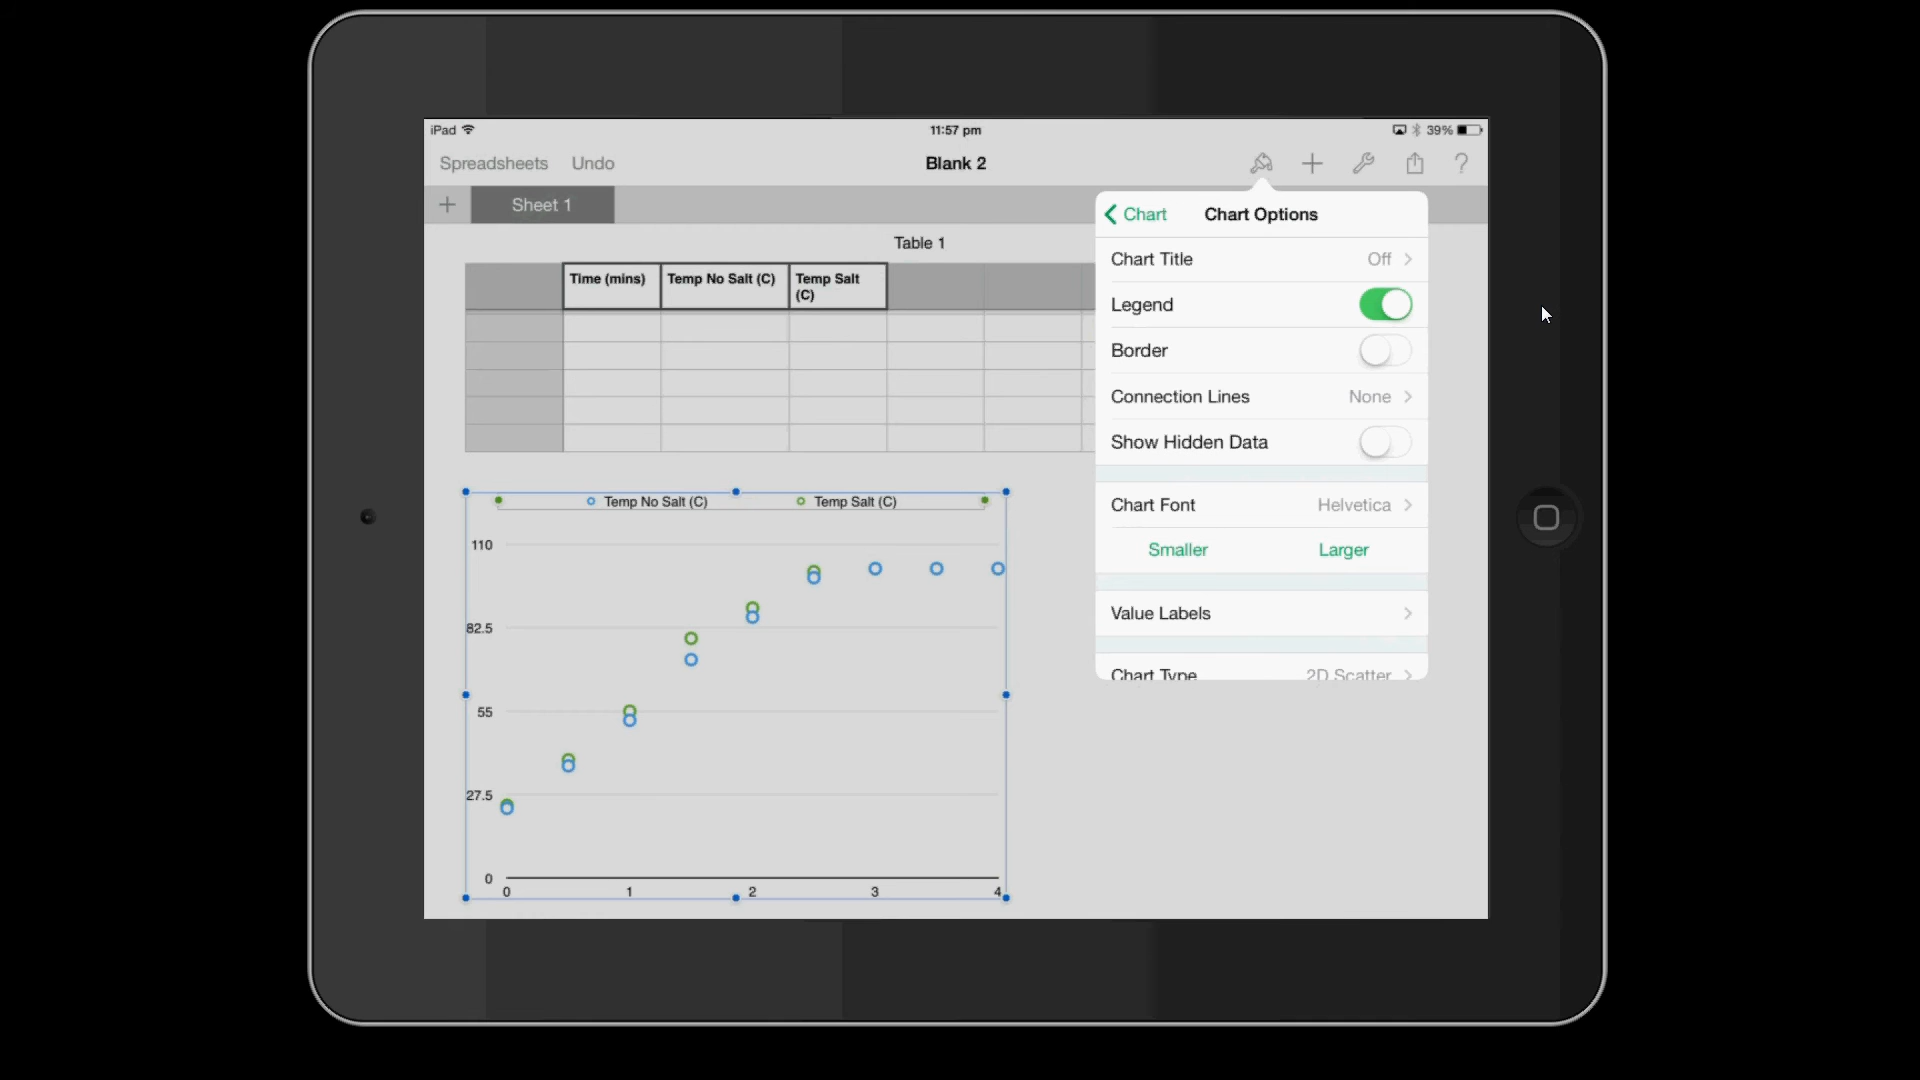 iPad
11:57 pm
39%
Spreadsheets Undo
Blank 2
?
+ Sheet 1
Table 1
Time (mins)
Temp No Salt (C)
Temp Salt
(C)
Temp No Salt (C)
Temp Salt (C)
110
82.5
55
27.5
0
0 1 2 3 4
Chart
Chart Options
Chart Title Off
Legend
Border
Connection Lines None
Show Hidden Data
Chart Font Helvetica
Smaller Larger
Value Labels
Chart Type 2D Scatter